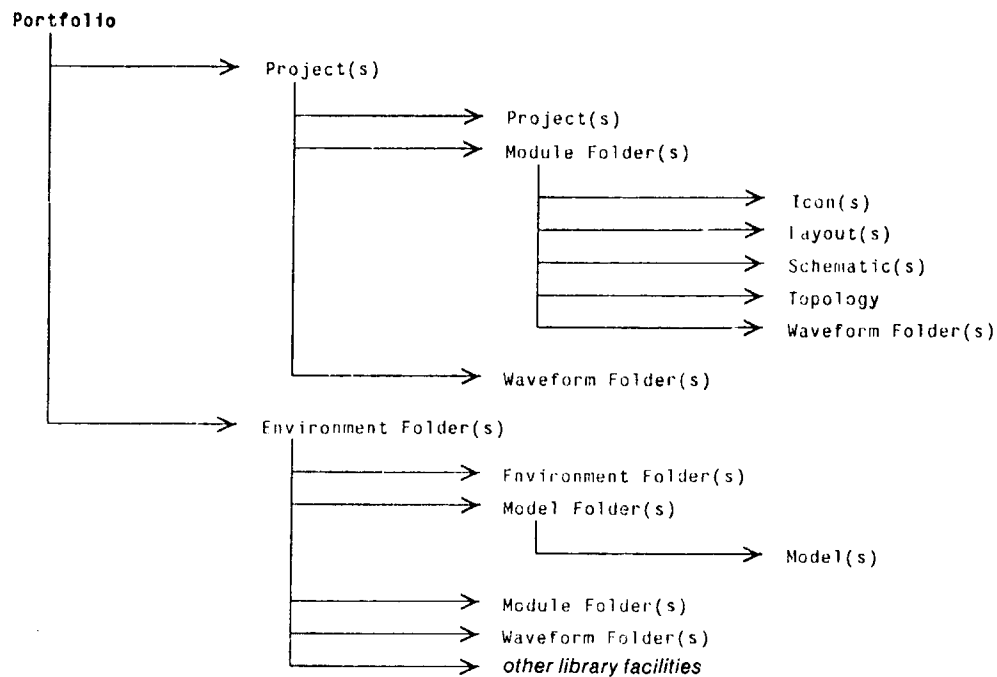 Portfolio
Project(s)
Project(s)
Module Folder(s)
Icon(s)
Layout(s)
Schematic(s)
Topology
Waveform Folder(s)
Waveform Folder(s)
Environment Folder(s)
Environment Folder(s)
Model Folder(s)
Model(s)
Module Folder(s)
Waveform Folder(s)
other library facilities